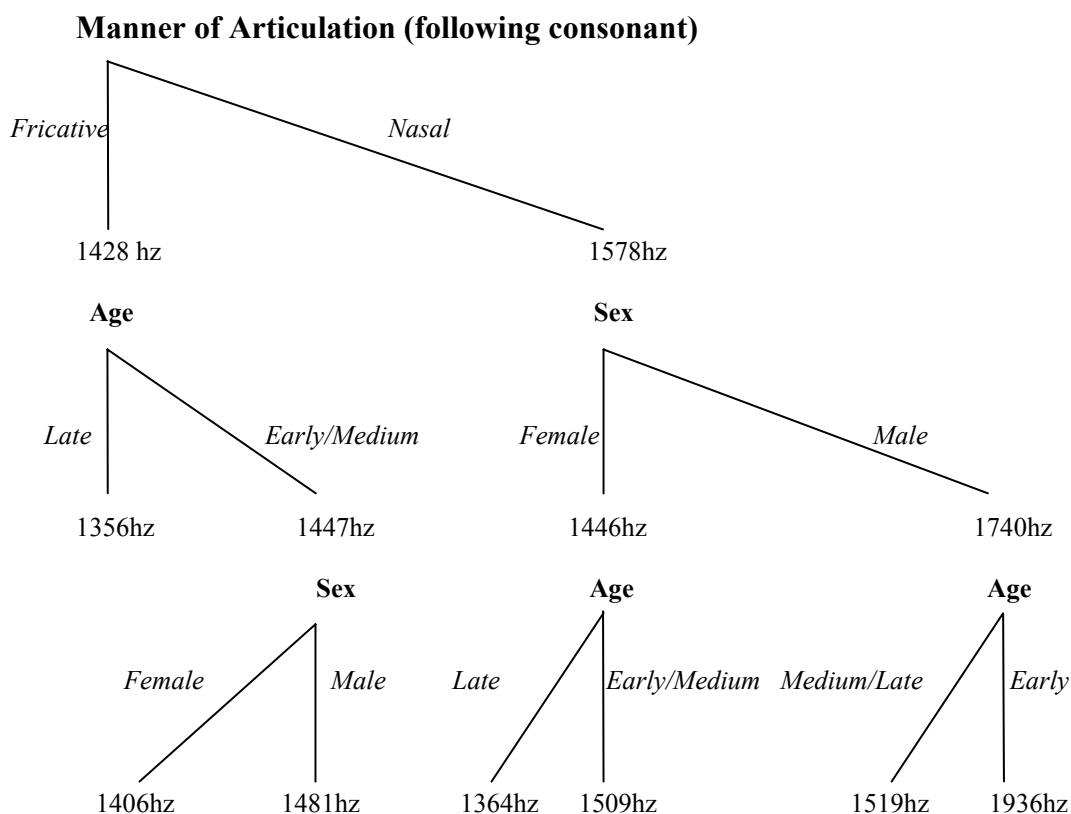 Manner of Articulation (following consonant)
Fricative Nasal
1428 hz 1578hz
Age Sex
Late Early/Medium Female Male
1356hz 1447hz 1446hz 1740hz
Sex Age Age
Female Male Late Early/Medium Medium/Late Early
1406hz 1481hz 1364hz 1509hz 1519hz 1936hz